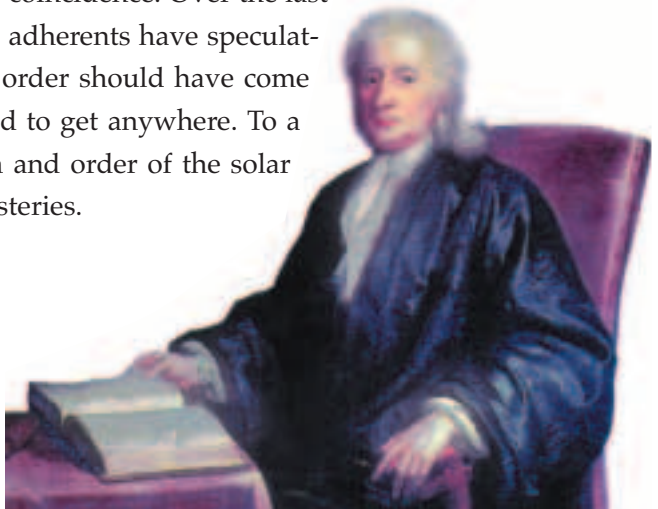 coincidence. Over the last
adherents have speculat-
order should have come
d to get anywhere. To a
and order of the solar
steries.